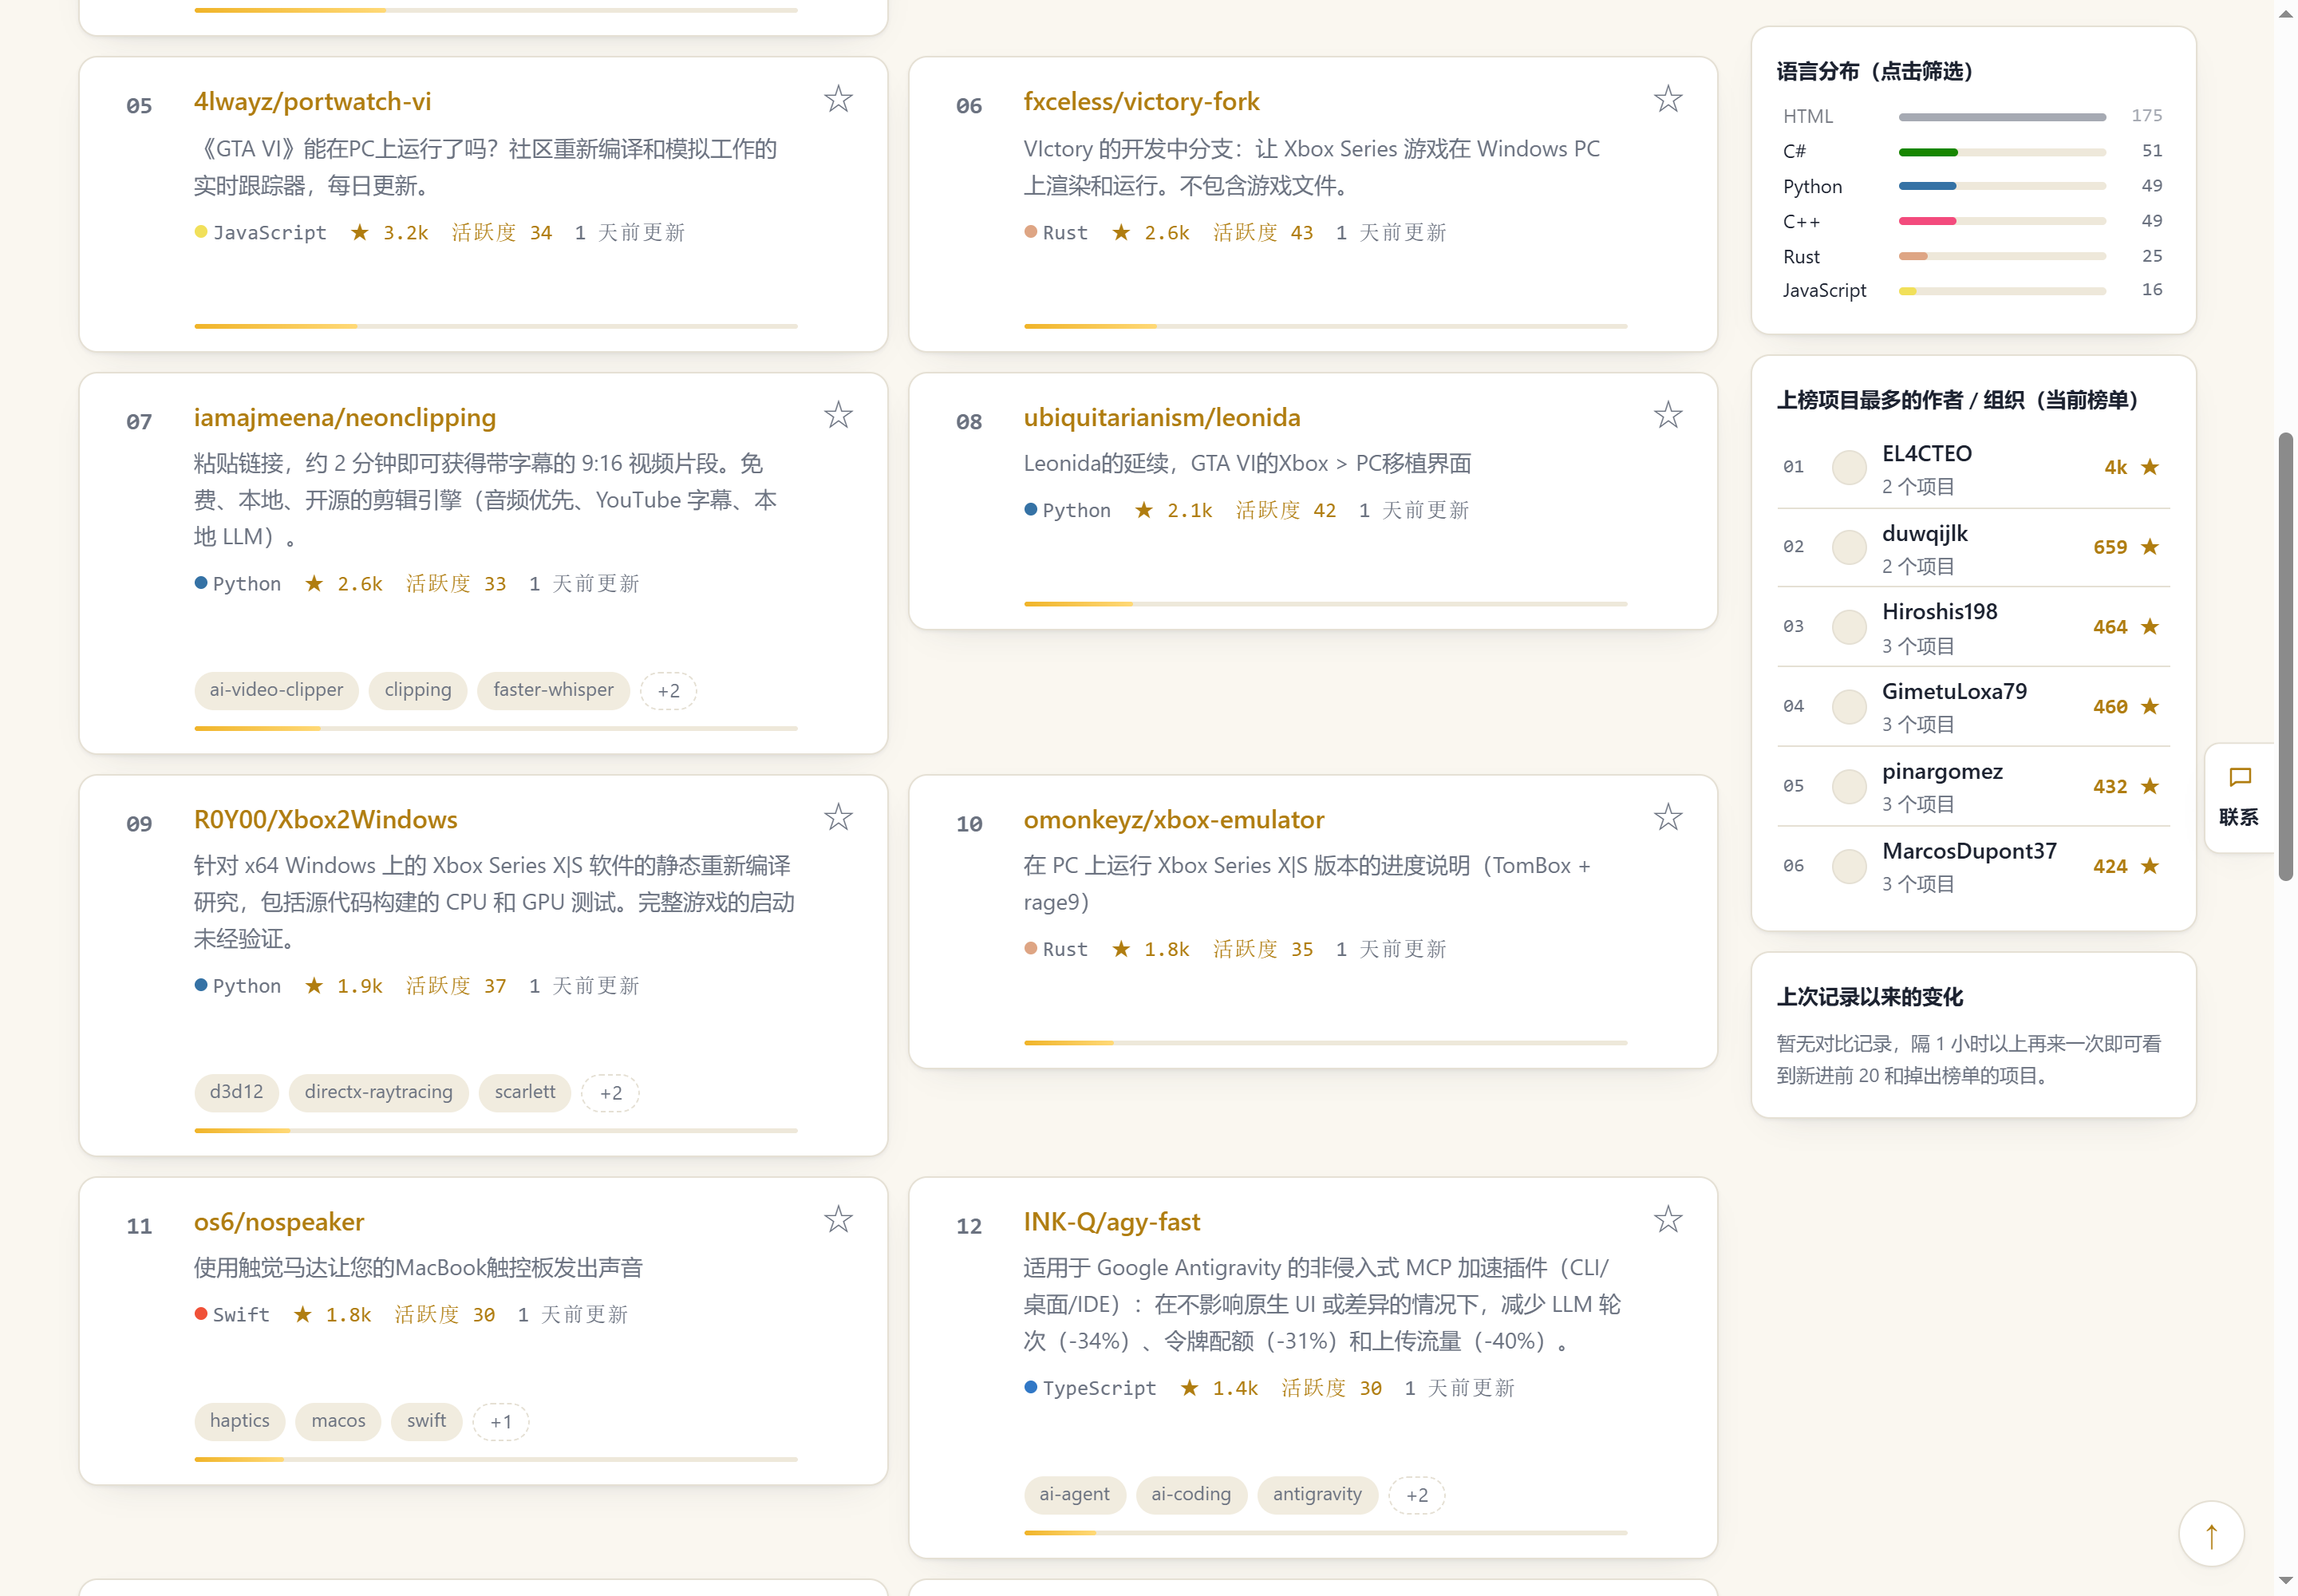 05
4lwayz/portwatch-vi
《GTA VI》能在PC上运行了吗？社区重新编译和模拟工作的
实时跟踪器，每日更新。
JavaScript ★ 3.2k 活跃度 34 1 天前更新
06
fxceless/victory-fork
VIctory 的开发中分支：让 Xbox Series 游戏在 Windows PC
上渲染和运行。不包含游戏文件。
Rust ★ 2.6k 活跃度 43 1 天前更新
07
iamajmeena/neonclipping
粘贴链接，约 2 分钟即可获得带字幕的 9:16 视频片段。免
费、本地、开源的剪辑引擎（音频优先、YouTube 字幕、本
地 LLM）。
Python ★ 2.6k 活跃度 33 1 天前更新
ai-video-clipper clipping faster-whisper +2
08
ubiquitarianism/leonida
Leonida的延续，GTA VI的Xbox > PC移植界面
Python ★ 2.1k 活跃度 42 1 天前更新
09
R0Y00/Xbox2Windows
针对 x64 Windows 上的 Xbox Series X|S 软件的静态重新编译
研究，包括源代码构建的 CPU 和 GPU 测试。完整游戏的启动
未经验证。
Python ★ 1.9k 活跃度 37 1 天前更新
d3d12 directx-raytracing scarlett +2
10
omonkeyz/xbox-emulator
在 PC 上运行 Xbox Series X|S 版本的进度说明（TomBox +
rage9）
Rust ★ 1.8k 活跃度 35 1 天前更新
11
os6/nospeaker
使用触觉马达让您的MacBook触控板发出声音
Swift ★ 1.8k 活跃度 30 1 天前更新
haptics macos swift +1
12
INK-Q/agy-fast
适用于 Google Antigravity 的非侵入式 MCP 加速插件（CLI/
桌面/IDE）：在不影响原生 UI 或差异的情况下，减少 LLM 轮
次（-34%）、令牌配额（-31%）和上传流量（-40%）。
TypeScript ★ 1.4k 活跃度 30 1 天前更新
ai-agent ai-coding antigravity +2
语言分布（点击筛选）
HTML 175
C# 51
Python 49
C++ 49
Rust 25
JavaScript 16
上榜项目最多的作者 / 组织（当前榜单）
01 EL4CTEO 4k ★
2 个项目
02 duwqijlk 659 ★
2 个项目
03 Hiroshis198 464 ★
3 个项目
04 GimetuLoxa79 460 ★
3 个项目
05 pinargomez 432 ★
3 个项目
06 MarcosDupont37 424 ★
3 个项目
上次记录以来的变化
暂无对比记录，隔 1 小时以上再来一次即可看
到新进前 20 和掉出榜单的项目。
联系
↑